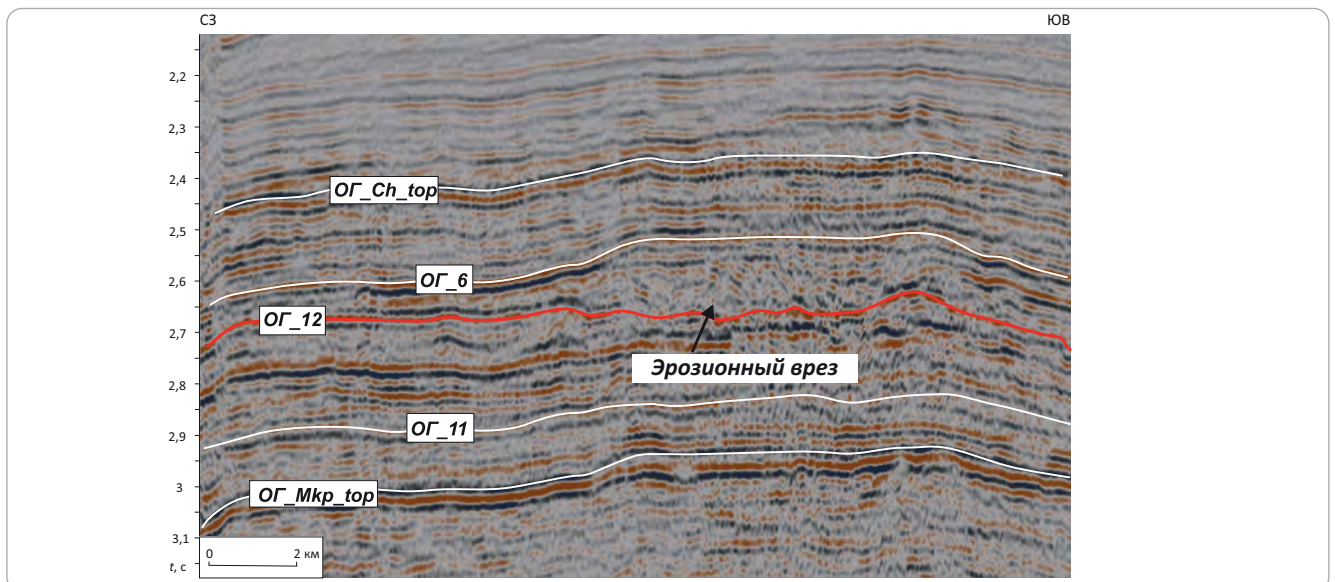 СЗ
ЮВ
2,2
2,3
2,4
ОГ_Ch_top
2,5
2,6
ОГ_6
ОГ_12
2,7
Эрозионный врез
2,8
ОГ_11
2,9
3
ОГ_Mkp_top
3,1
0 2 км
t, с